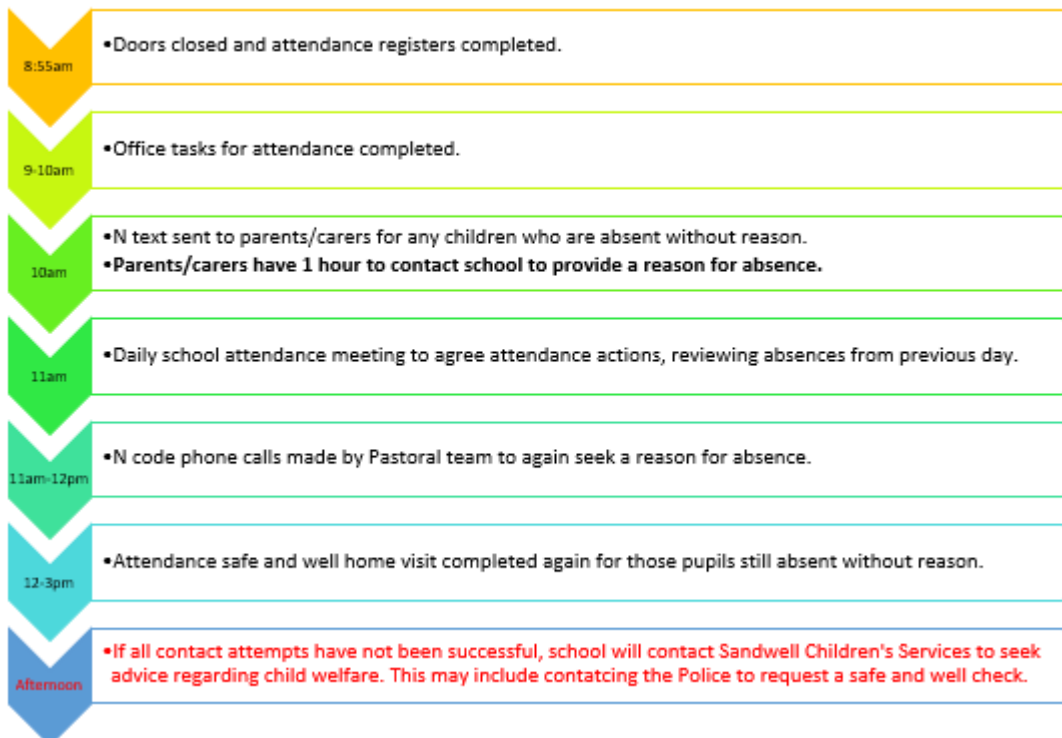 8:55am
•Doors closed and attendance registers completed.
9-10am
•Office tasks for attendance completed.
10am
•N text sent to parents/carers for any children who are absent without reason.
•Parents/carers have 1 hour to contact school to provide a reason for absence.
11am
•Daily school attendance meeting to agree attendance actions, reviewing absences from previous day.
11am-12pm
•N code phone calls made by Pastoral team to again seek a reason for absence.
12-3pm
•Attendance safe and well home visit completed again for those pupils still absent without reason.
Afternoon
•If all contact attempts have not been successful, school will contact Sandwell Children's Services to seek
advice regarding child welfare. This may include contatcing the Police to request a safe and well check.